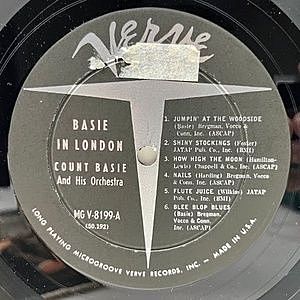 Verve
BASIE
IN LONDON
COUNT BASIE
And His Orchestra
MG V-8199-A
(50,192)
1. JUMPIN' AT THE WOODSIDE
(Basie) Bregman, Vocco &
Conn, Inc. (ASCAP)
2. SHINY STOCKINGS (Foster)
JATAP Pub. Co., Inc. (BMI)
3. HOW HIGH THE MOON (Hamilton-
Lewis) Chappell & Co., Inc. (ASCAP)
4. NAILS (Harding) Bregman, Vocco
& Conn, Inc. (ASCAP)
5. FLUTE JUICE (Wilkins) JATAP
Pub. Co., Inc. (BMI)
6. BLEE BLOP BLUES
(Basie) Bregman,
Vocco & Conn,
Inc. (ASCAP)
LONG PLAYING MICROGROOVE VERVE RECORDS, INC. — MADE IN U.S.A.